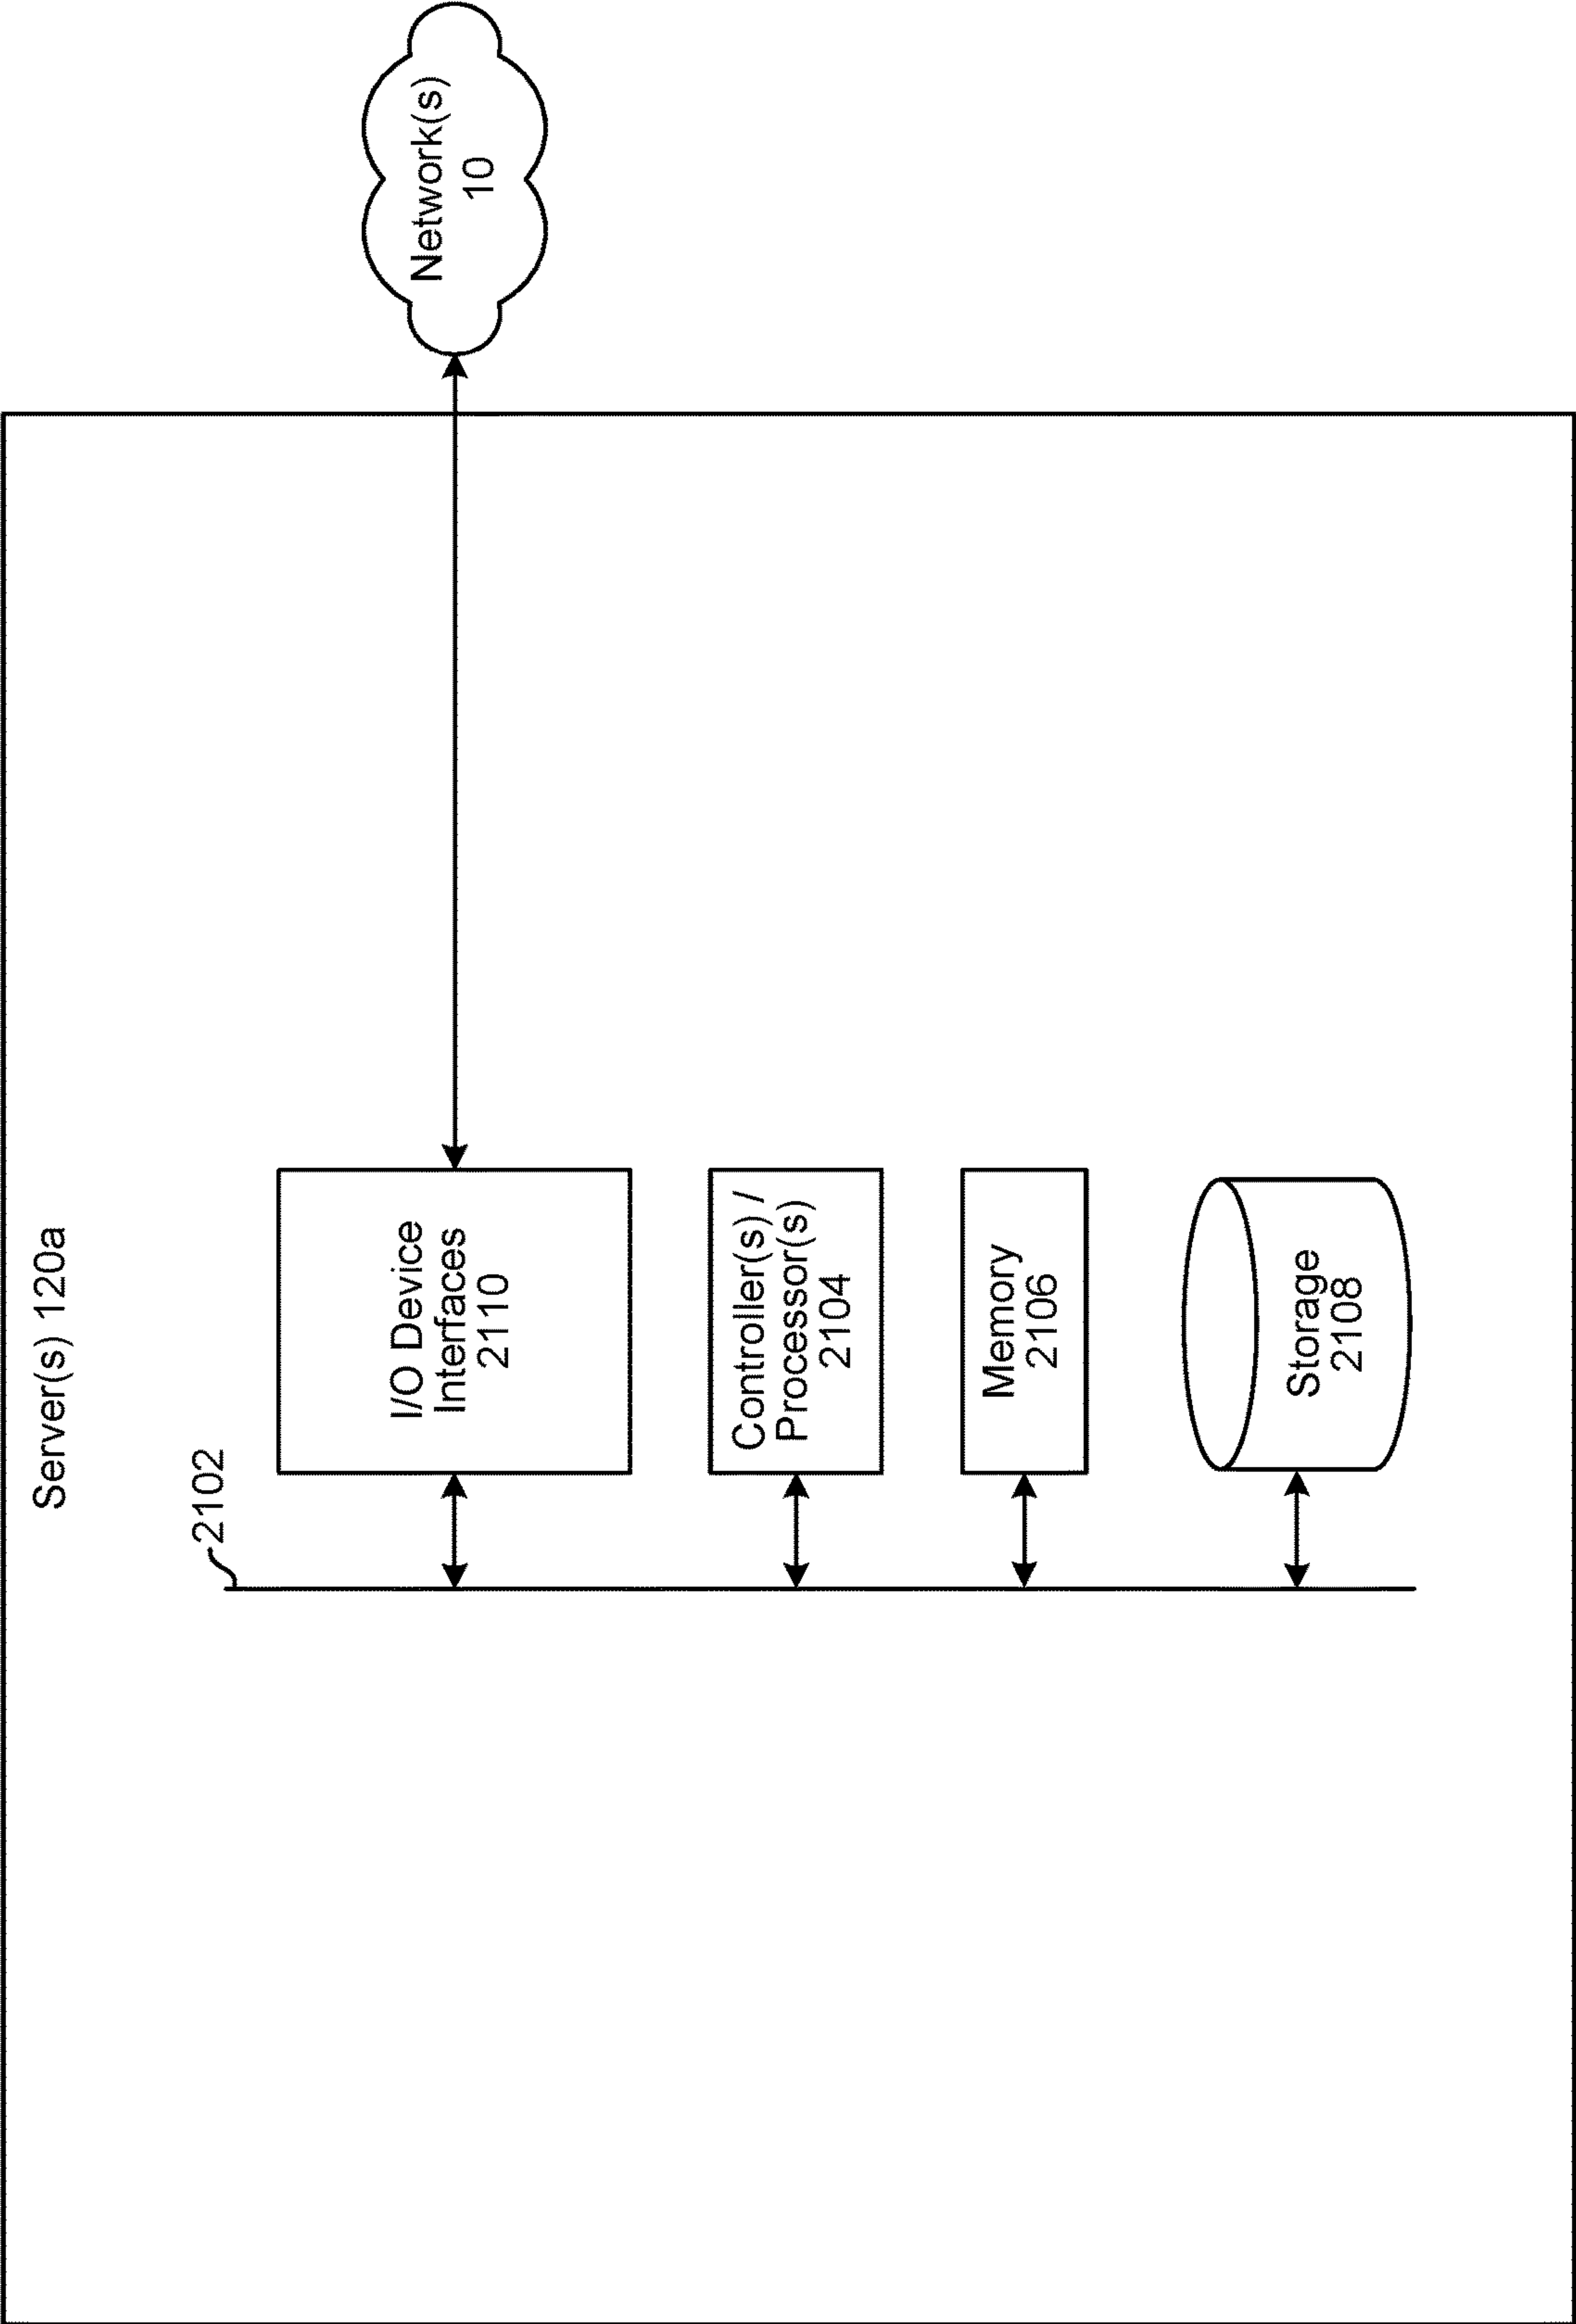 Server(s) 120a
2102
I/O Device
Interfaces
2110
Network(s)
10
Controller(s) /
Processor(s)
2104
Memory
2106
Storage
2108